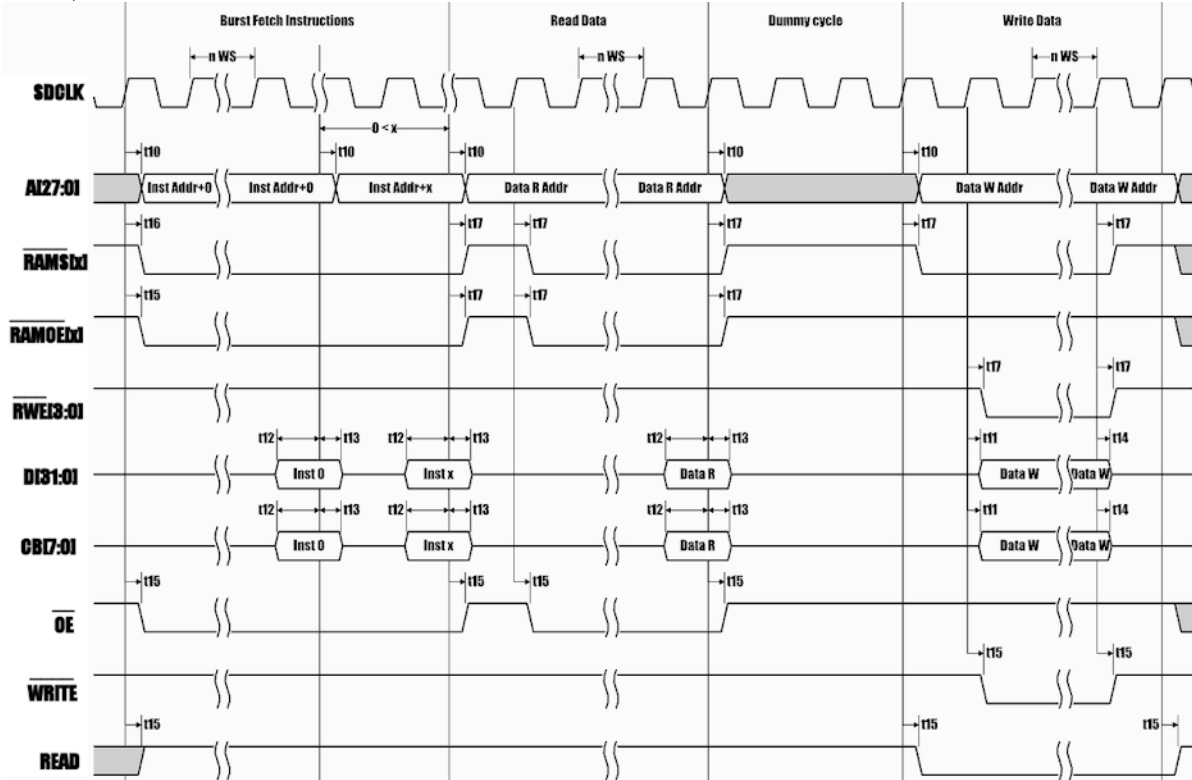 Burst Fetch Instructions Read Data Dummy cycle Write Data
n WS n WS n WS
SDCLK
0 < x
t10 t10 t10 t10 t10
A[27:0] Inst Addr+0 Inst Addr+0 Inst Addr+x Data R Addr Data R Addr Data W Addr Data W Addr
t16 t17 t17 t17 t17 t17
RAMS[x]
t15 t17 t17 t17
RAMOE[x]
t17 t17
RWE[3:0]
t12 t13 t12 t13 t12 t13 t11 t14
D[31:0] Inst 0 Inst x Data R Data W Data W
t12 t13 t12 t13 t12 t13 t11 t14
CB[7:0] Inst 0 Inst x Data R Data W Data W
t15 t15 t15 t15
OE
t15 t15
WRITE
t15 t15 t15
READ